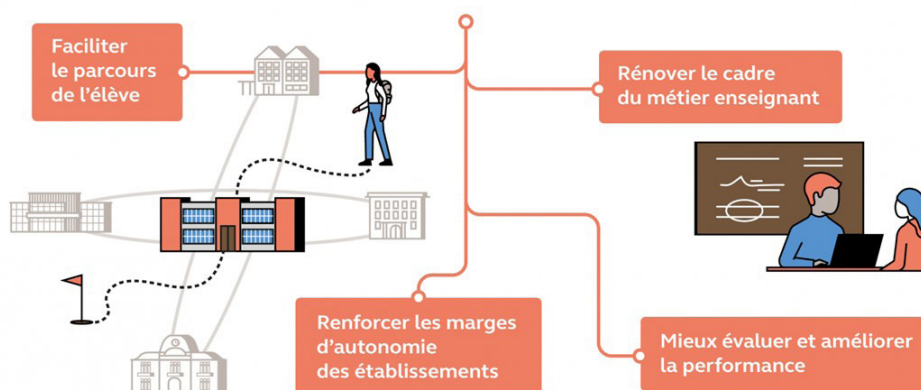 Faciliter
le parcours
de l'élève
Rénover le cadre
du métier enseignant
Renforcer les marges
d'autonomie
des établissements
Mieux évaluer et améliorer
la performance